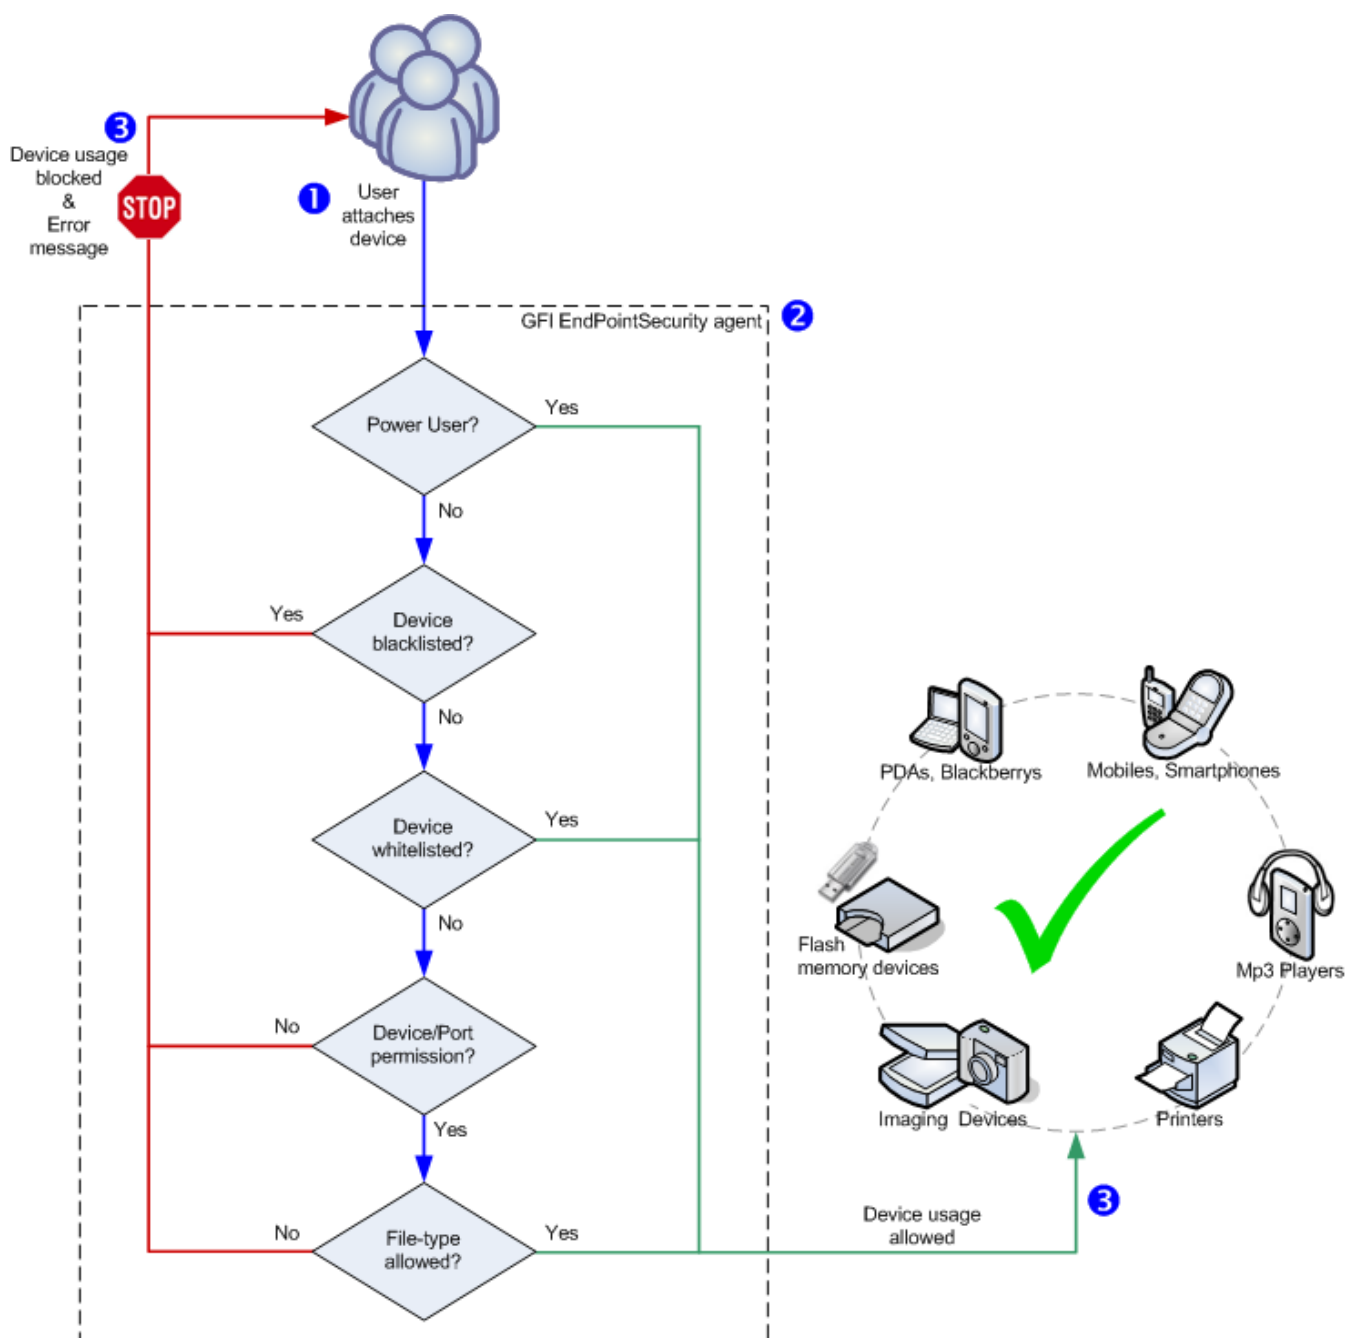 3
Device usage
blocked
&
Error
message
STOP
1
User
attaches
device
GFI EndPointSecurity agent
2
Power User?
Yes
No
Yes
Device
blacklisted?
No
Device
whitelisted?
Yes
No
No
Device/Port
permission?
Yes
No
File-type
allowed?
Yes
PDAs, Blackberrys
Mobiles, Smartphones
Flash
memory devices
Mp3 Players
Imaging Devices
Printers
Device usage
allowed
3